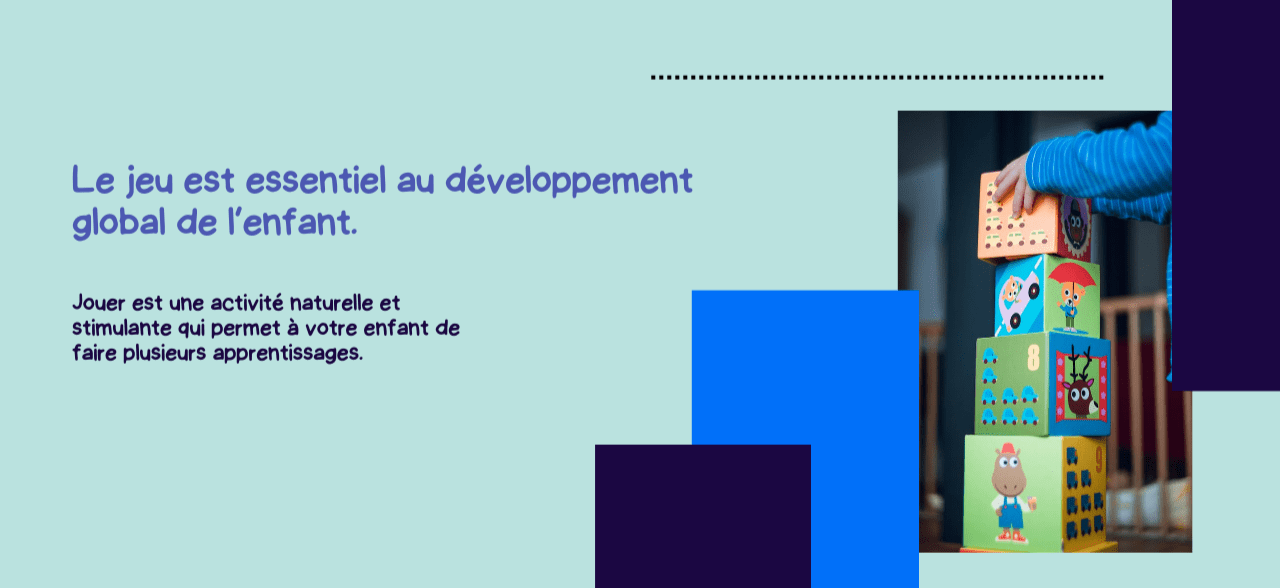 Le jeu est essentiel au développement
global de l'enfant.
Jouer est une activité naturelle et
stimulante qui permet à votre enfant de
faire plusieurs apprentissages.
8
9